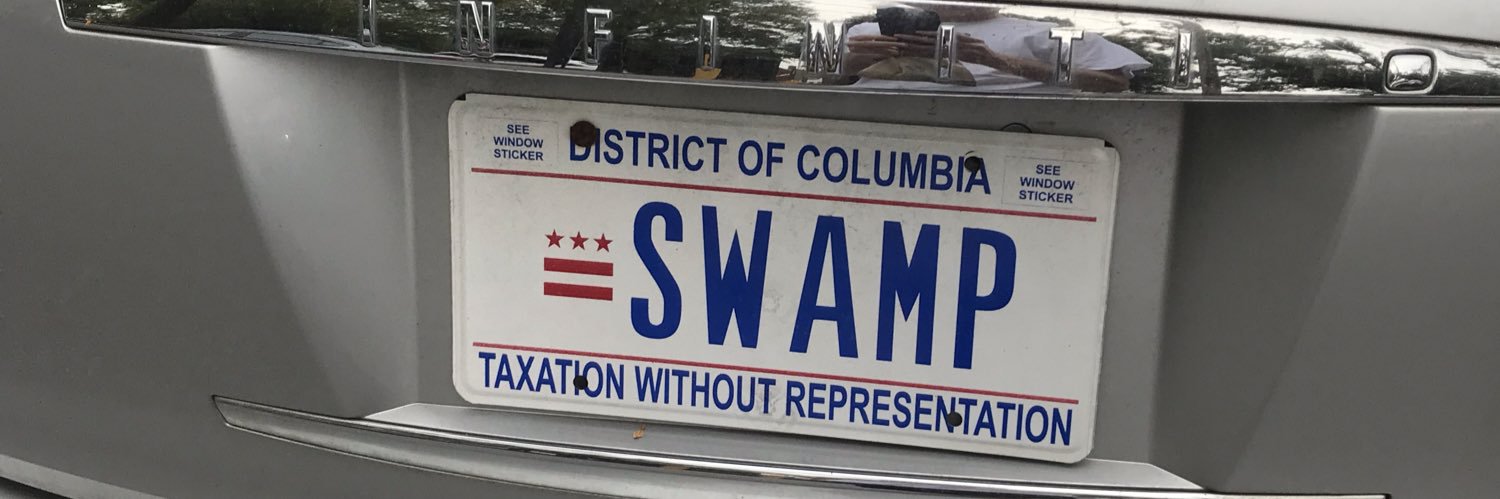 INFINITI
SEE
WINDOW
STICKER
DISTRICT OF COLUMBIA
SEE
WINDOW
STICKER
SWAMP
TAXATION WITHOUT REPRESENTATION